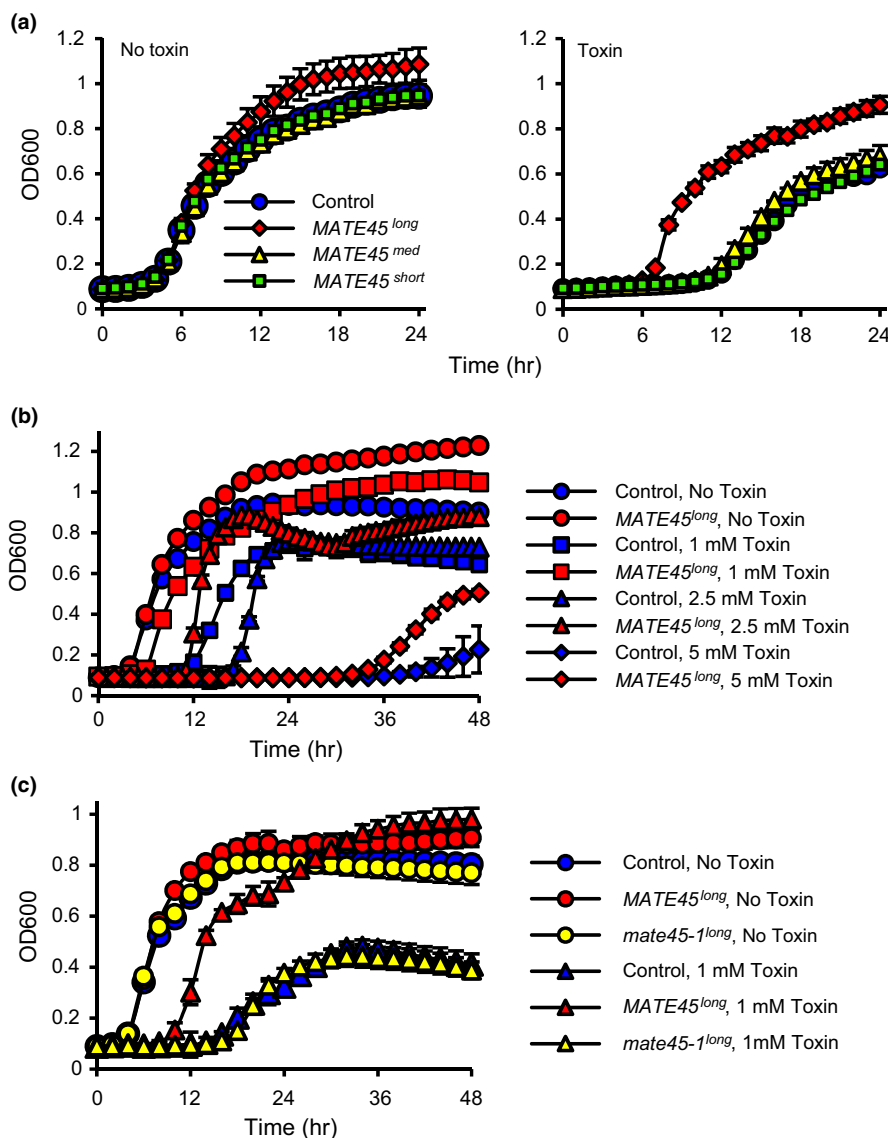 (a)
No toxin
Toxin
OD600
1.2
1
0.8
0.6
0.4
0.2
0
0 6 12 18 24
Control
MATE45 long
MATE45 med
MATE45 short
1.2
1
0.8
0.6
0.4
0.2
0
0 6 12 18 24
Time (hr)
(b)
OD600
1.2
1
0.8
0.6
0.4
0.2
0
0 12 24 36 48
Time (hr)
Control, No Toxin
MATE45long, No Toxin
Control, 1 mM Toxin
MATE45long, 1 mM Toxin
Control, 2.5 mM Toxin
MATE45long, 2.5 mM Toxin
Control, 5 mM Toxin
MATE45long, 5 mM Toxin
(c)
OD600
1
0.8
0.6
0.4
0.2
0
0 12 24 36 48
Time (hr)
Control, No Toxin
MATE45long, No Toxin
mate45-1long, No Toxin
Control, 1 mM Toxin
MATE45long, 1 mM Toxin
mate45-1long, 1mM Toxin